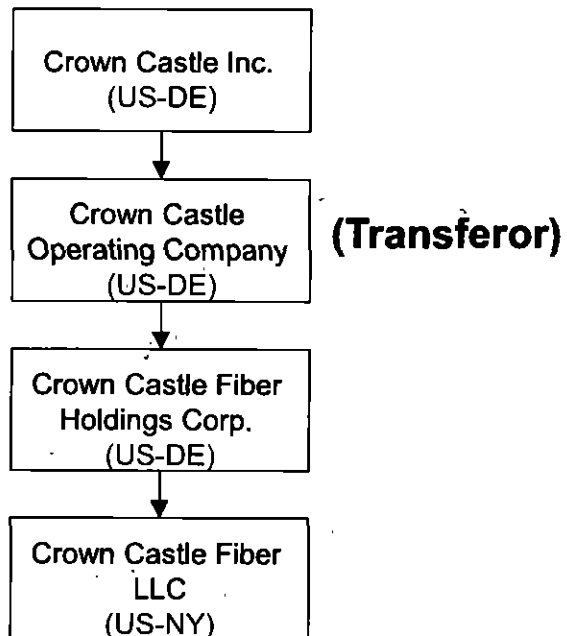 Crown Castle Inc.
(US-DE)
Crown Castle
Operating Company
(US-DE)
(Transferor)
Crown Castle Fiber
Holdings Corp.
(US-DE)
Crown Castle Fiber
LLC
(US-NY)